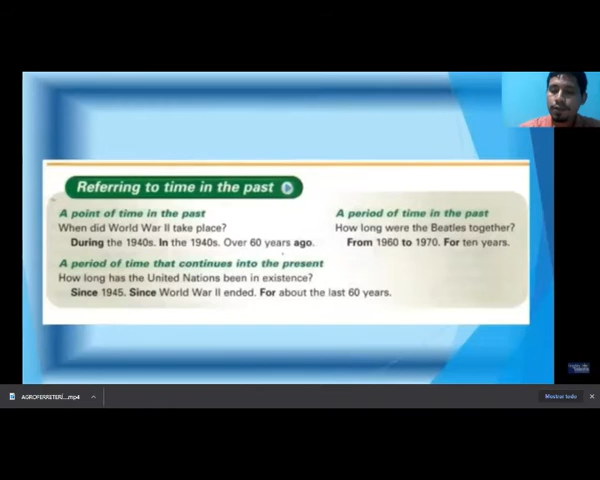 Referring to time in the past
A point of time in the past
When did World War II take place?
During the 1940s. In the 1940s. Over 60 years ago.
A period of time in the past
How long were the Beatles together?
From 1960 to 1970. For ten years.
A period of time that continues into the present
How long has the United Nations been in existence?
Since 1945. Since World War II ended. For about the last 60 years.
AGROFERRETERÍ....mp4
Mostrar todo